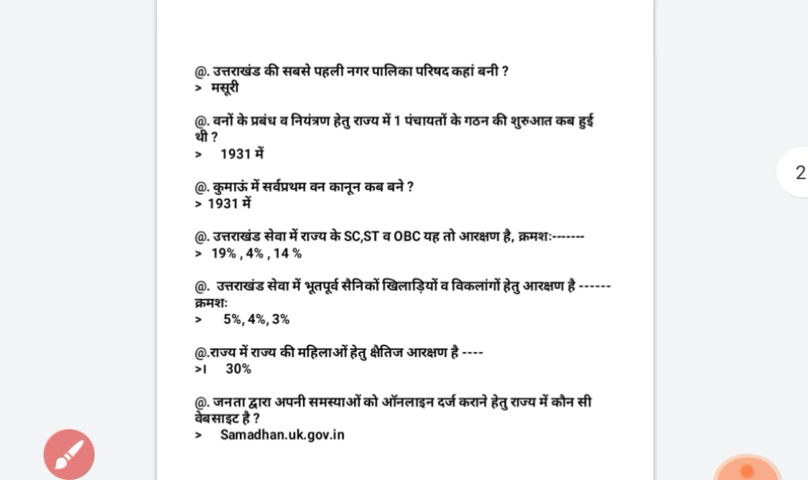 @. उत्तराखंड की सबसे पहली नगर पालिका परिषद कहां बनी ?
> मसूरी
@. वनों के प्रबंध व नियंत्रण हेतु राज्य में 1 पंचायतों के गठन की शुरुआत कब हुई
थी ?
> 1931 में
@. कुमाऊं में सर्वप्रथम वन कानून कब बने ?
> 1931 में
@. उत्तराखंड सेवा में राज्य के SC,ST व OBC यह तो आरक्षण है, क्रमशः-------
> 19% , 4% , 14 %
@. उत्तराखंड सेवा में भूतपूर्व सैनिकों खिलाड़ियों व विकलांगों हेतु आरक्षण है ------
क्रमशः
> 5%, 4%, 3%
@.राज्य में राज्य की महिलाओं हेतु क्षैतिज आरक्षण है ----
>। 30%
@. जनता द्वारा अपनी समस्याओं को ऑनलाइन दर्ज कराने हेतु राज्य में कौन सी
वेबसाइट है ?
> Samadhan.uk.gov.in
2